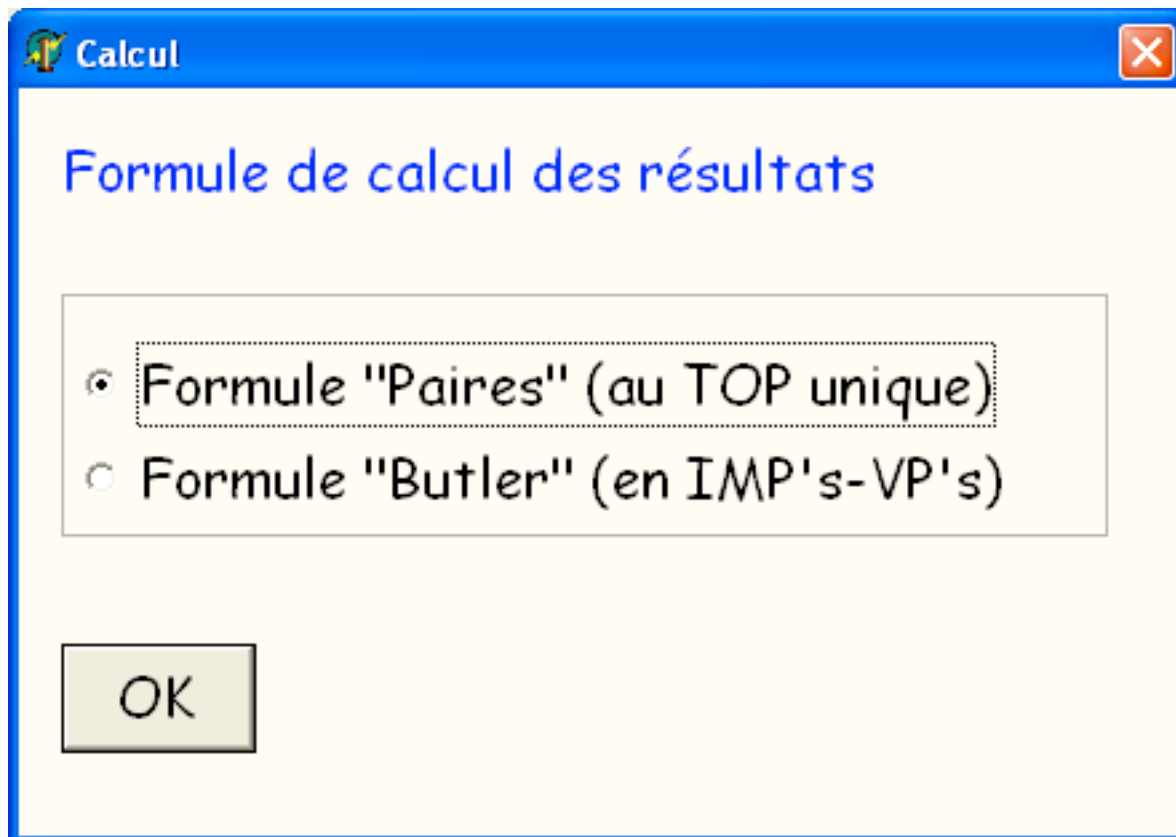 Calcul
Formule de calcul des résultats
Formule "Paires" (au TOP unique)
Formule "Butler" (en IMP's-VP's)
OK